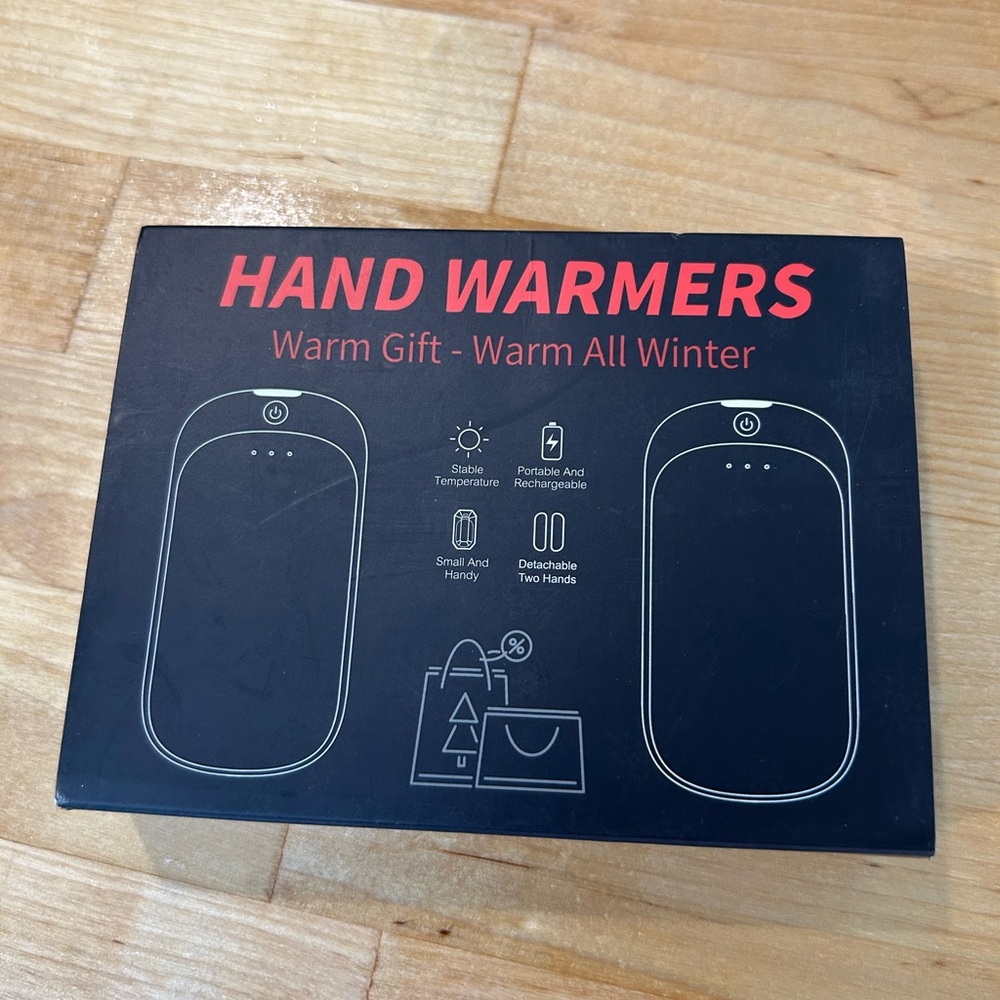 HAND WARMERS
Warm Gift - Warm All Winter
Stable
Temperature
Portable And
Rechargeable
Small And
Handy
Detachable
Two Hands
%